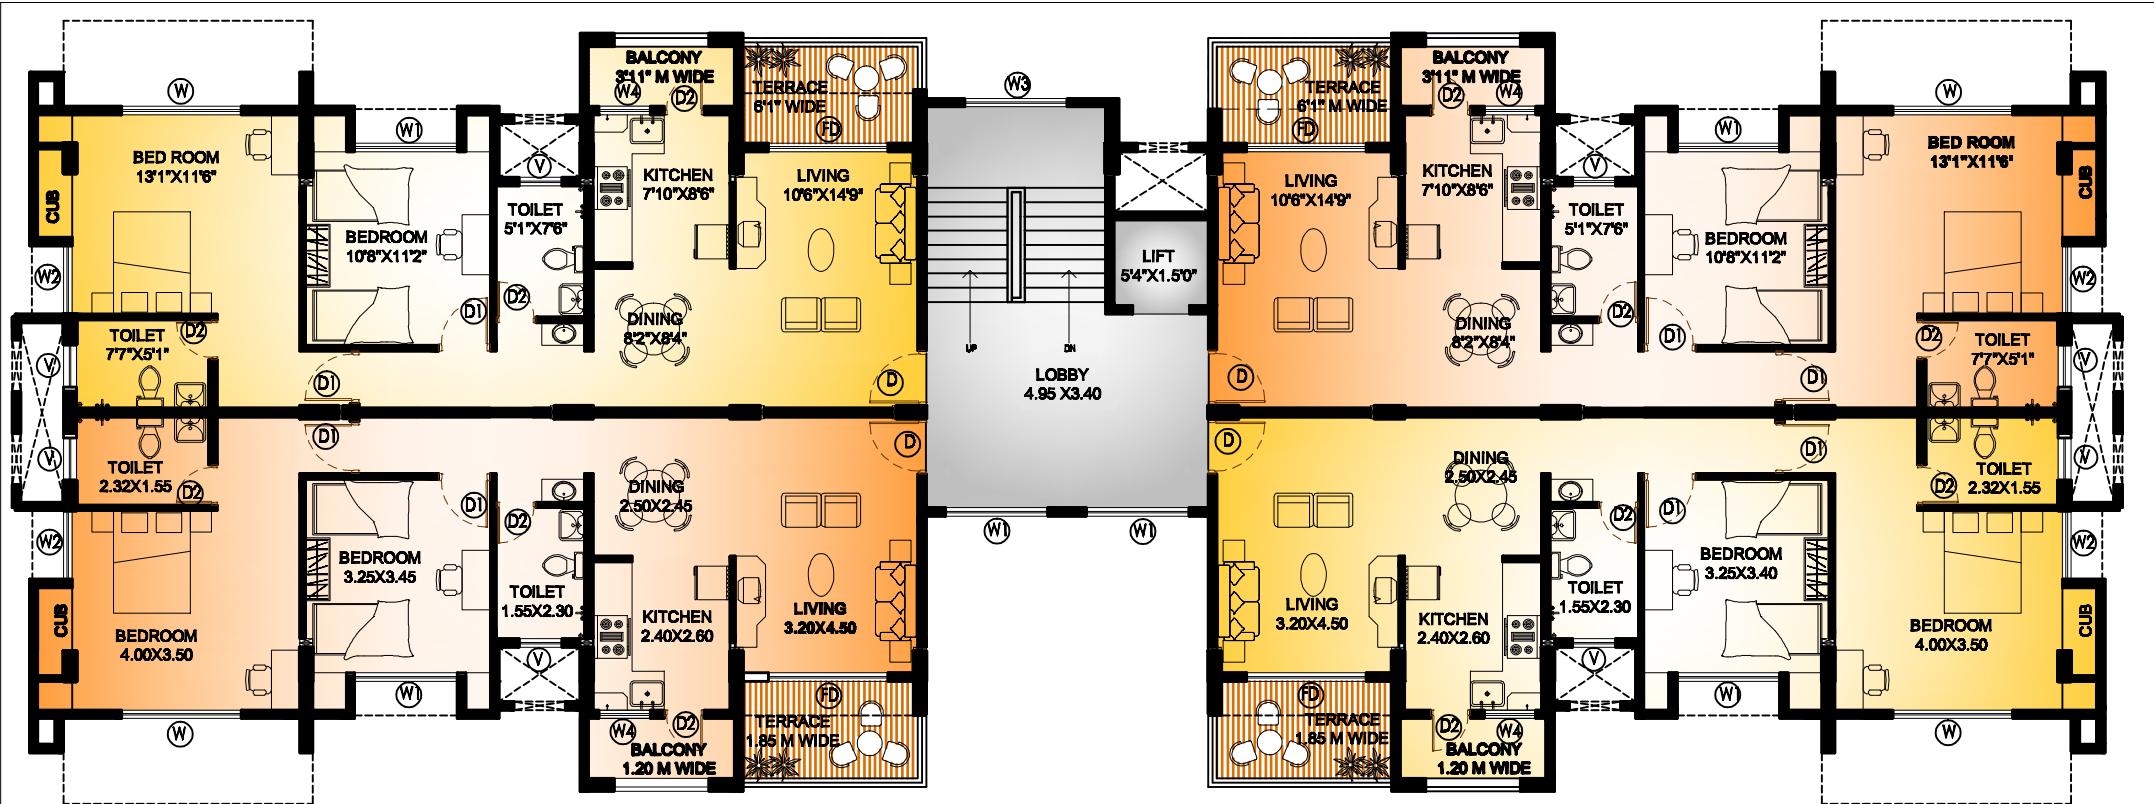 W
W1
V
BALCONY
3'11" M WIDE
W4
D2
TERRACE
6'1" WIDE
FD
BED ROOM
13'1"X11'6"
CUB
W2
BEDROOM
10'8"X11'2"
D1
TOILET
5'1"X7'6"
D2
KITCHEN
7'10"X8'6"
LIVING
10'6"X14'9"
DINING
8'2"X8'4"
TOILET
7'7"X5'1"
D2
V
D1
D
W3
LIFT
5'4"X1.5'0"
UP
DN
LOBBY
4.95 X3.40
W1
W1
TERRACE
6'1" M WIDE
FD
BALCONY
3'11" M WIDE
D2
W4
V
W1
W
LIVING
10'6"X14'9"
KITCHEN
7'10"X8'6"
TOILET
5'1"X7'6"
D2
BEDROOM
10'8"X11'2"
D1
BED ROOM
13'1"X11'6"
CUB
W2
DINING
8'2"X8'4"
D
D1
D2
TOILET
7'7"X5'1"
V
V
TOILET
2.32X1.55
D2
D1
W2
D1
D2
DINING
2.50X2.45
D
BEDROOM
3.25X3.45
TOILET
1.55X2.30
CUB
BEDROOM
4.00X3.50
KITCHEN
2.40X2.60
LIVING
3.20X4.50
V
W1
W
W4
D2
BALCONY
1.20 M WIDE
FD
TERRACE
1.85 M WIDE
D
DINING
2.50X2.45
D1
TOILET
2.32X1.55
V
D2
D2
D1
W2
LIVING
3.20X4.50
KITCHEN
2.40X2.60
TOILET
1.55X2.30
BEDROOM
3.25X3.40
BEDROOM
4.00X3.50
CUB
V
W1
W
FD
TERRACE
1.85 M WIDE
D2
W4
BALCONY
1.20 M WIDE